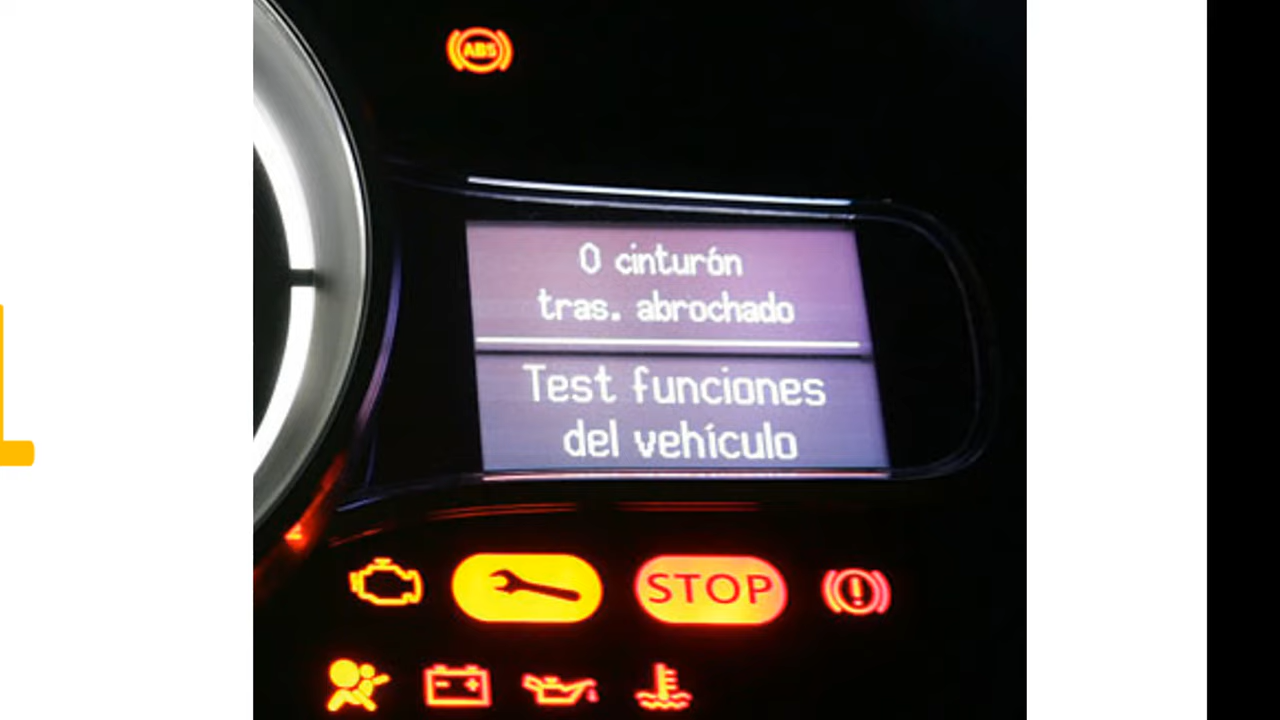 ABS
0 cinturón
tras. abrochado
Test funciones
del vehículo
STOP